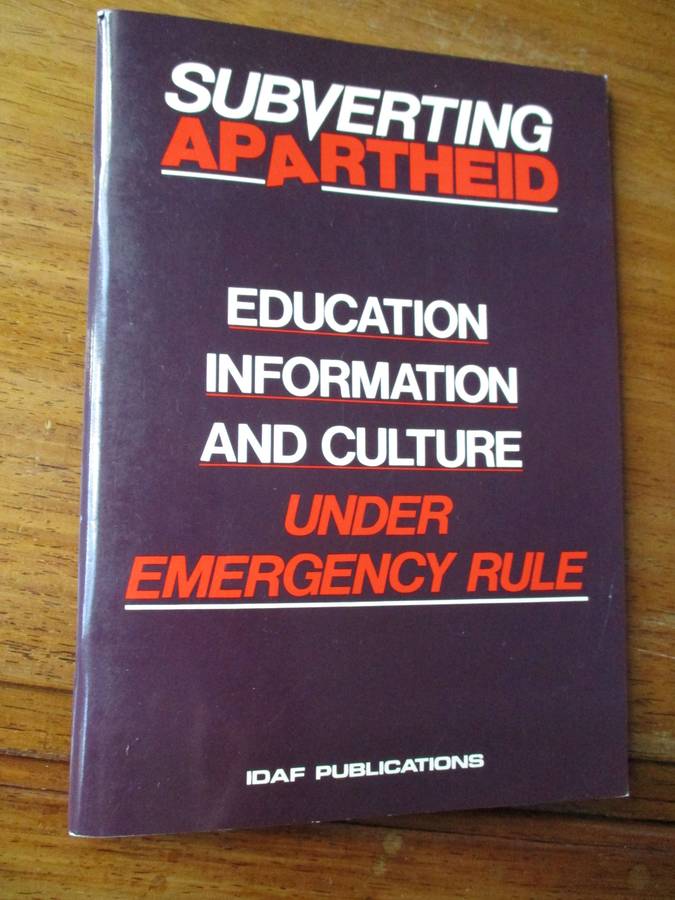 SUBVERTING
APARTHEID
EDUCATION
INFORMATION
AND CULTURE
UNDER
EMERGENCY RULE
IDAF PUBLICATIONS